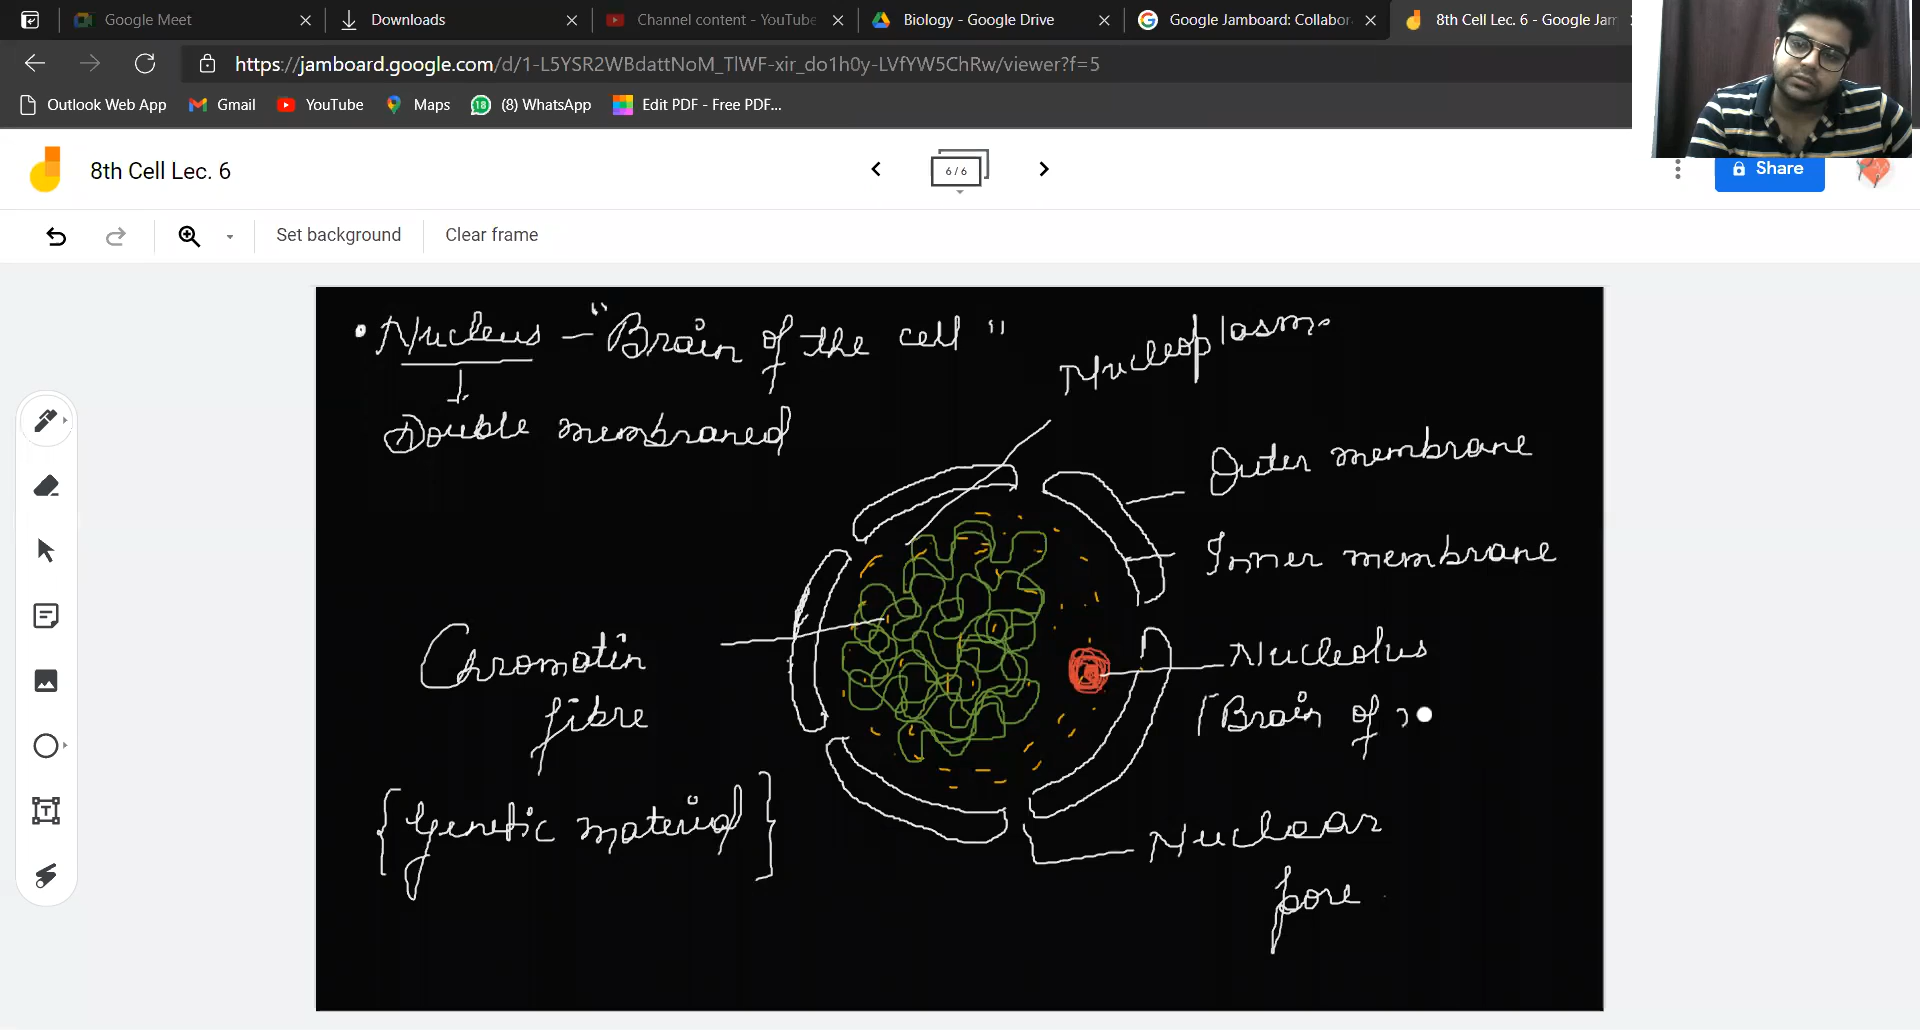 Google Meet
Downloads
Channel content - YouTube
Biology - Google Drive
Google Jamboard: Collabor
8th Cell Lec. 6 - Google Jam
https://jamboard.google.com/d/1-L5YSR2WBdattNoM_TlWF-xir_do1h0y-LVfYW5ChRw/viewer?f=5
Outlook Web App
Gmail
YouTube
Maps
(8) WhatsApp
Edit PDF - Free PDF...
8th Cell Lec. 6
6 / 6
Share
Set background
Clear frame
• Nucleus - "Brain of the cell"
Double membraned
Nucleoplasm
Outer membrane
Inner membrane
Nucleolus
(Brain of
Chromatin
fibre
{Genetic material}
Nuclear
pore